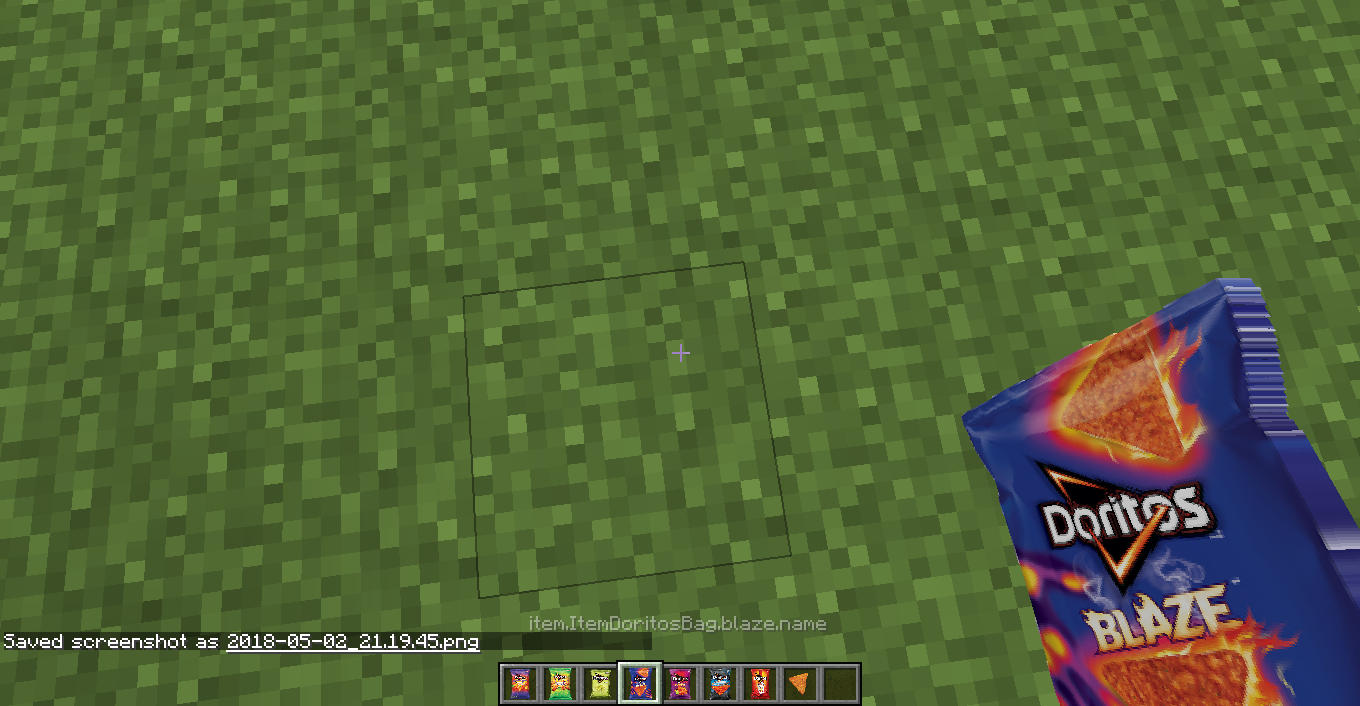 Doritos
BLAZE
item.ItemDoritosBag.blaze.name
Saved screenshot as 2018-05-02_21.19.45.png